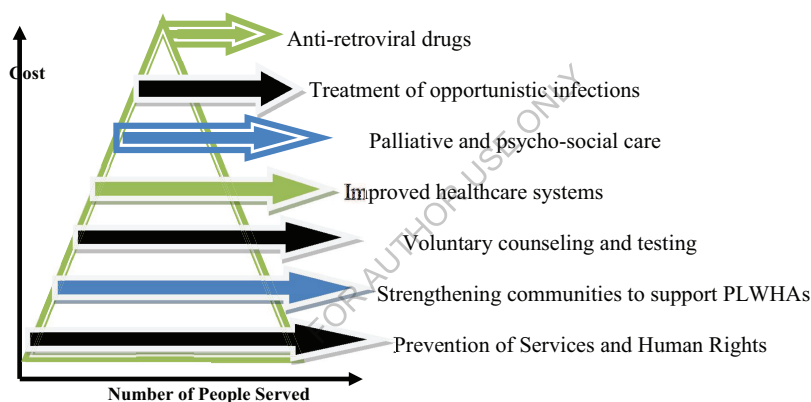 Anti-retroviral drugs
Cost
Treatment of opportunistic infections
Palliative and psycho-social care
Improved healthcare systems
Voluntary counseling and testing
Strengthening communities to support PLWHAs
Prevention of Services and Human Rights
Number of People Served
FOR AUTHOR USE ONLY